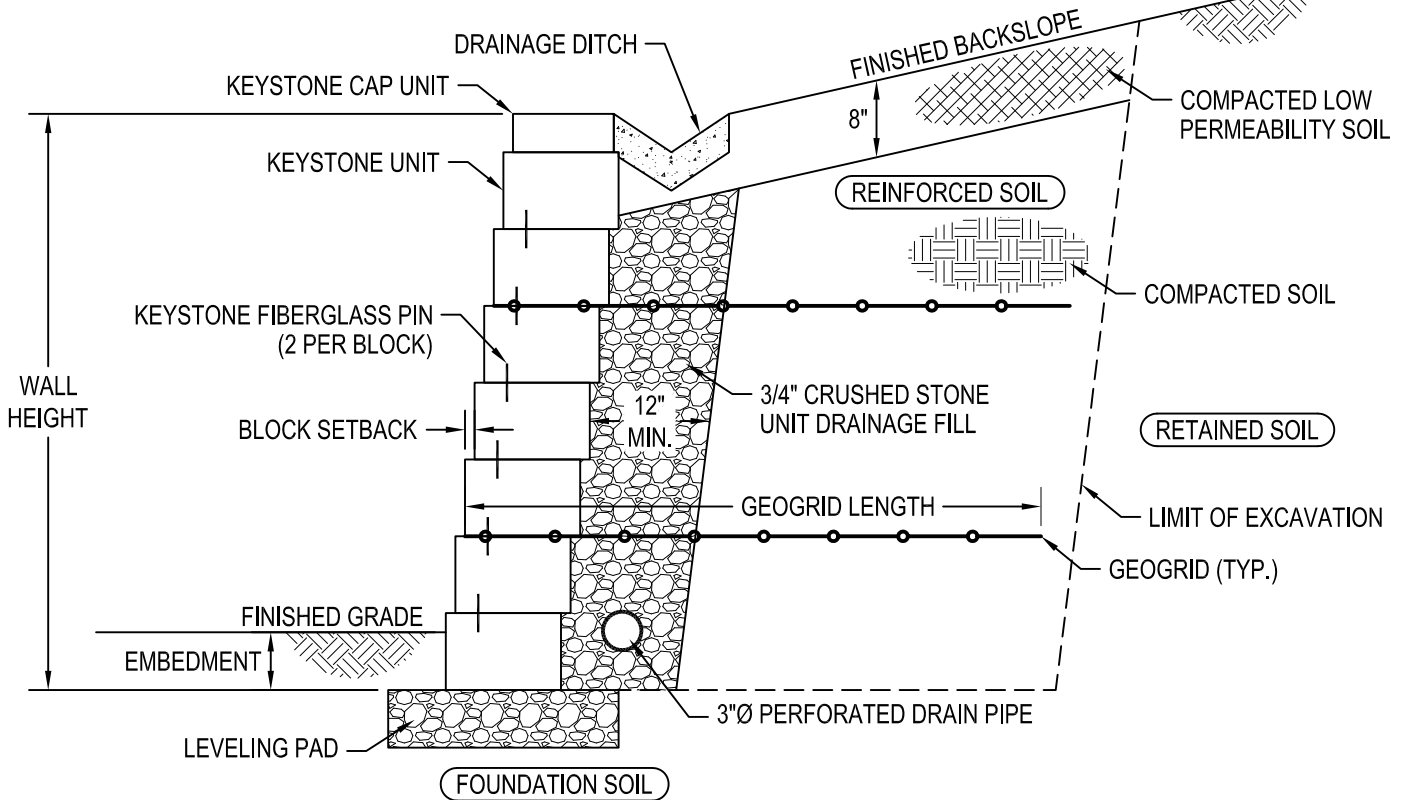 DRAINAGE DITCH
FINISHED BACKSLOPE
KEYSTONE CAP UNIT
COMPACTED LOW
PERMEABILITY SOIL
8"
KEYSTONE UNIT
REINFORCED SOIL
COMPACTED SOIL
KEYSTONE FIBERGLASS PIN
(2 PER BLOCK)
WALL
HEIGHT
3/4" CRUSHED STONE
UNIT DRAINAGE FILL
12"
MIN.
BLOCK SETBACK
RETAINED SOIL
GEOGRID LENGTH
LIMIT OF EXCAVATION
GEOGRID (TYP.)
FINISHED GRADE
EMBEDMENT
3"Ø PERFORATED DRAIN PIPE
LEVELING PAD
FOUNDATION SOIL